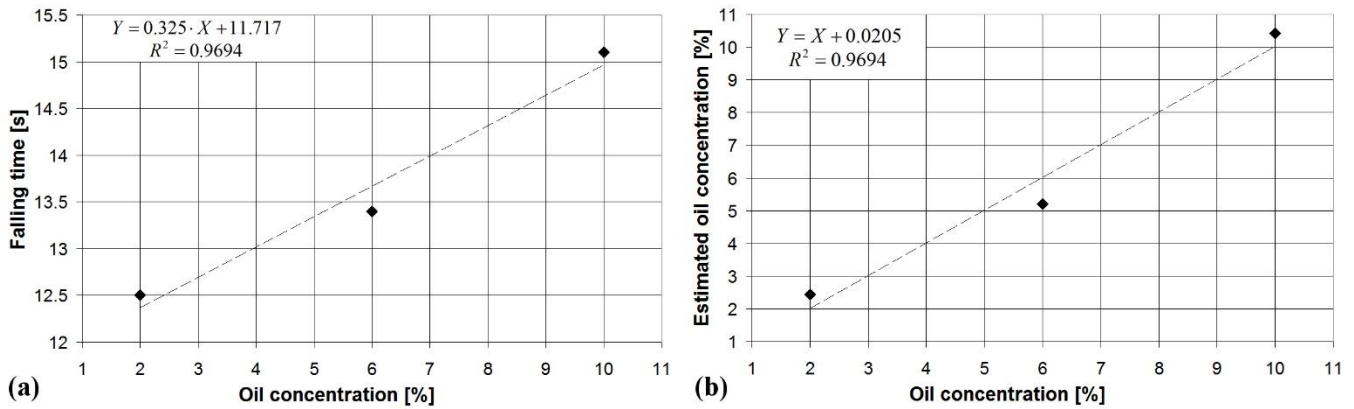 Y = 0.325 · X + 11.717
R² = 0.9694
15.5
15
14.5
14
13.5
13
12.5
12
Falling time [s]
1 2 3 4 5 6 7 8 9 10 11
Oil concentration [%]
(a)
Y = X + 0.0205
R² = 0.9694
11
10
9
8
7
6
5
4
3
2
1
Estimated oil concentration [%]
1 2 3 4 5 6 7 8 9 10 11
Oil concentration [%]
(b)